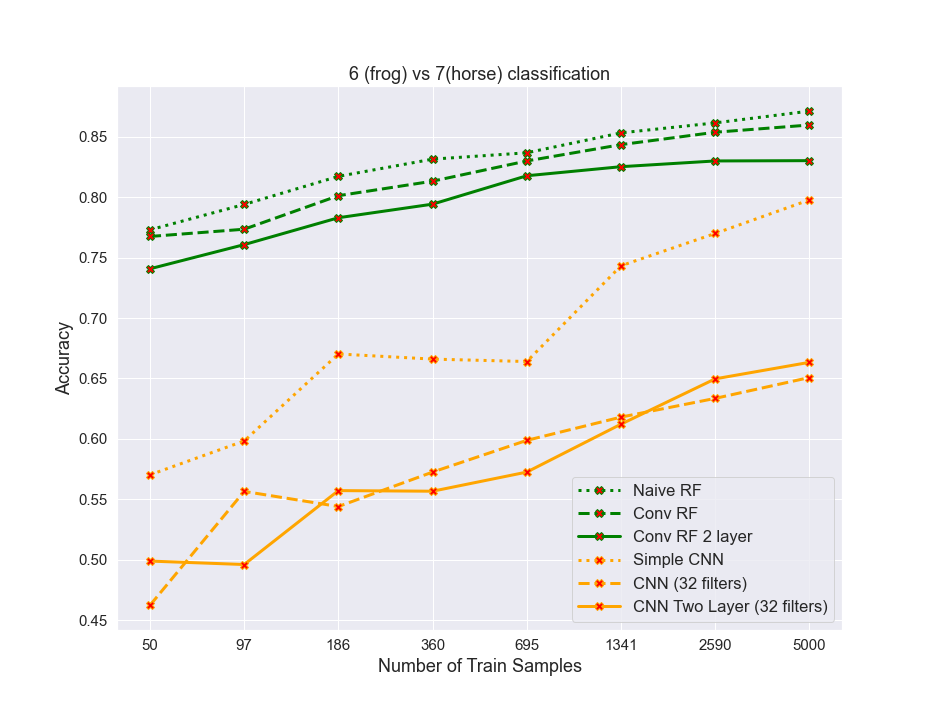 6 (frog) vs 7(horse) classification
Accuracy
0.85
0.80
0.75
0.70
0.65
0.60
0.55
0.50
0.45
50 97 186 360 695 1341 2590 5000
Number of Train Samples
Naive RF
Conv RF
Conv RF 2 layer
Simple CNN
CNN (32 filters)
CNN Two Layer (32 filters)